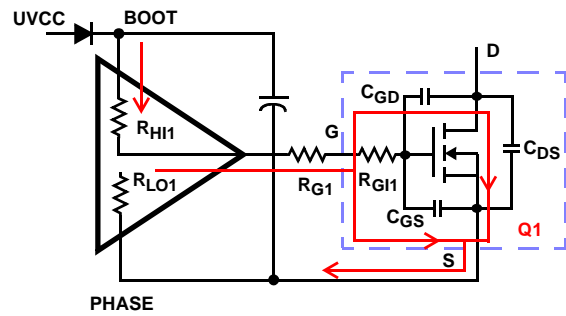 UVCC
BOOT
D
CGD
RHI1
G
CDS
RLO1
RG1
RGI1
CGS
Q1
S
PHASE